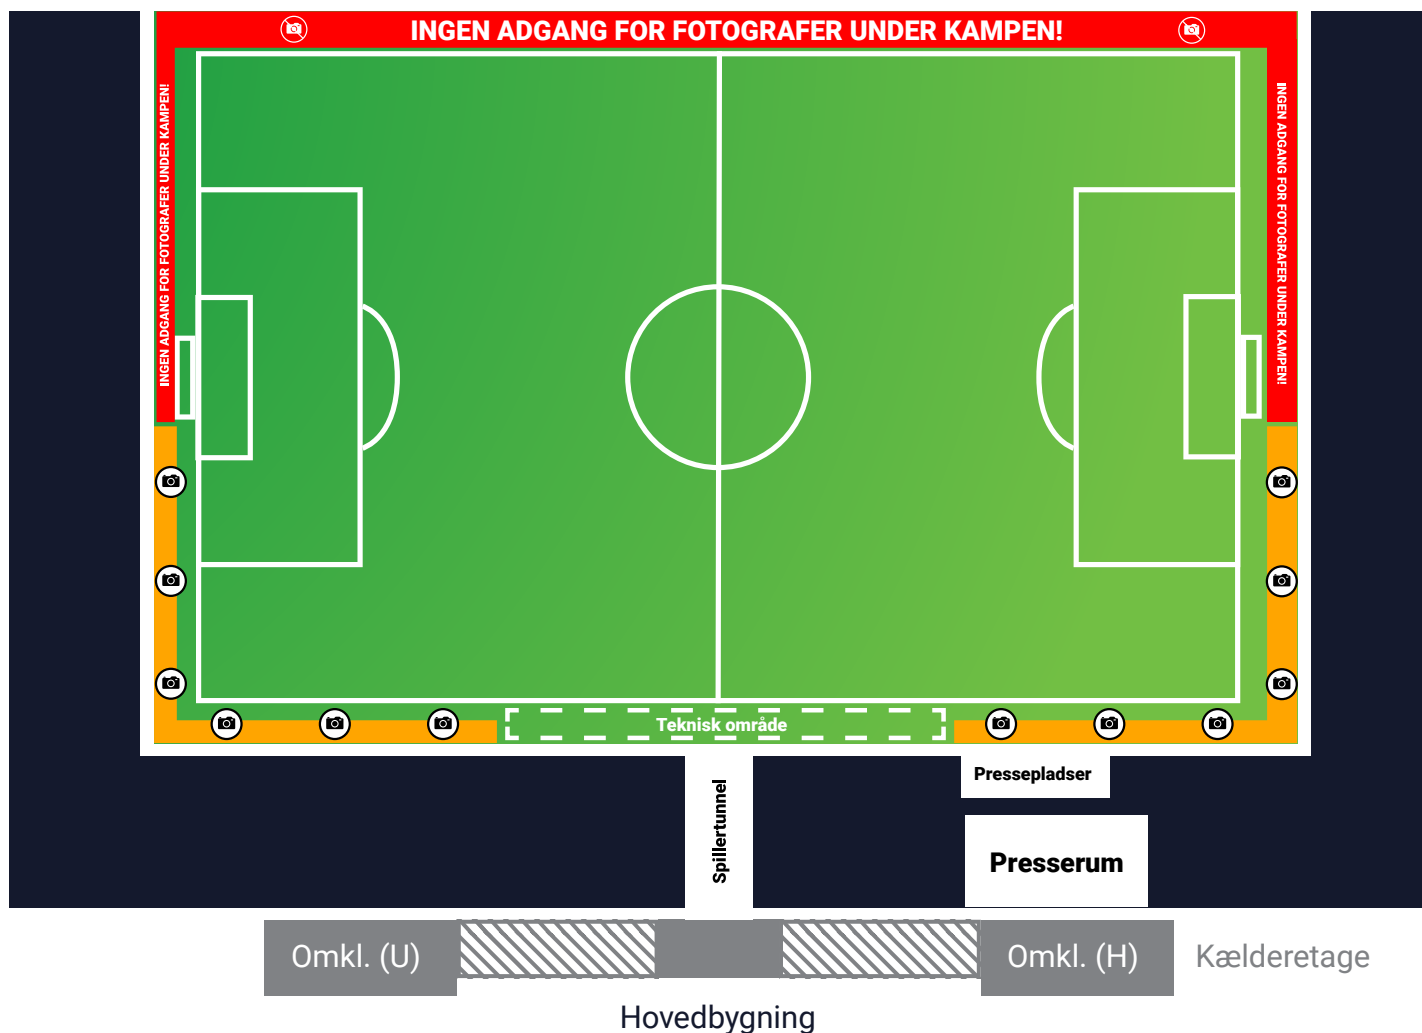 INGEN ADGANG FOR FOTOGRAFER UNDER KAMPEN!
INGEN ADGANG FOR FOTOGRAFER UNDER KAMPEN!
INGEN ADGANG FOR FOTOGRAFER UNDER KAMPEN!
Teknisk område
Pressepladser
Spillertunnel
Presserum
Omkl. (U)
Omkl. (H)
Kælderetage
Hovedbygning